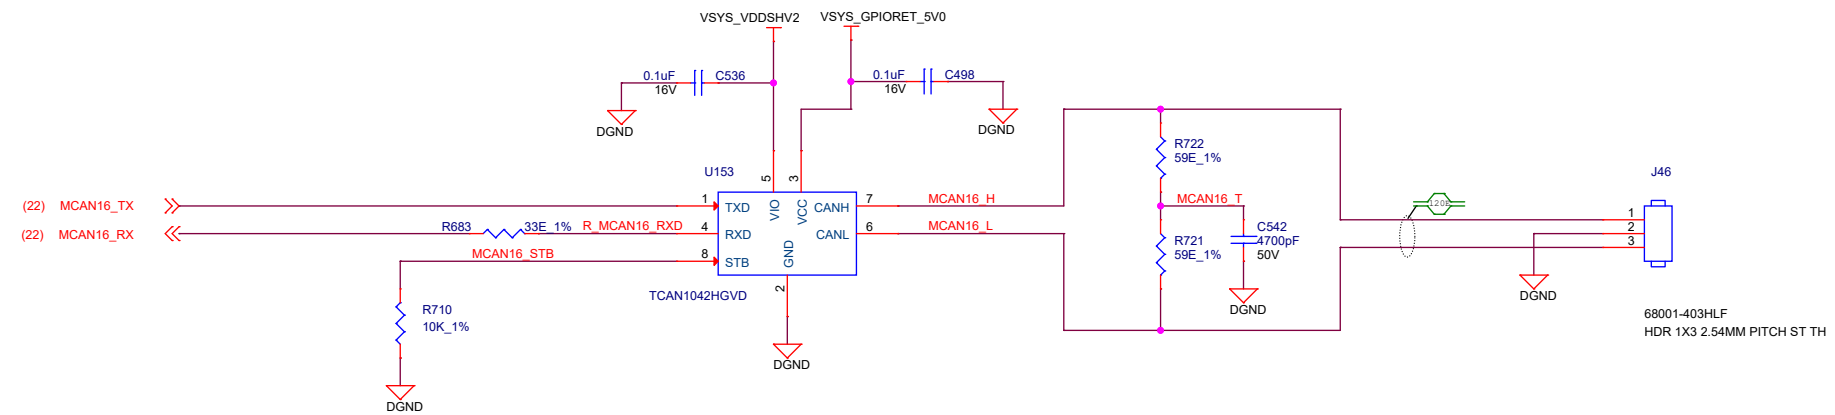 VSYS_VDDSHV2
VSYS_GPIORET_5V0
0.1uF
C536
16V
DGND
0.1uF
C498
16V
DGND
R722
59E_1%
U153
J46
5
3
(22) MCAN16_TX
1
TXD
VIO
VCC
CANH
7
MCAN16_H
MCAN16_T
120E
1
(22) MCAN16_RX
R683
33E_1%
R_MCAN16_RXD
4
RXD
CANL
6
MCAN16_L
C542
4700pF
50V
R721
59E_1%
2
3
MCAN16_STB
8
STB
GND
2
TCAN1042HGVD
DGND
DGND
R710
10K_1%
68001-403HLF
HDR 1X3 2.54MM PITCH ST TH
DGND
DGND